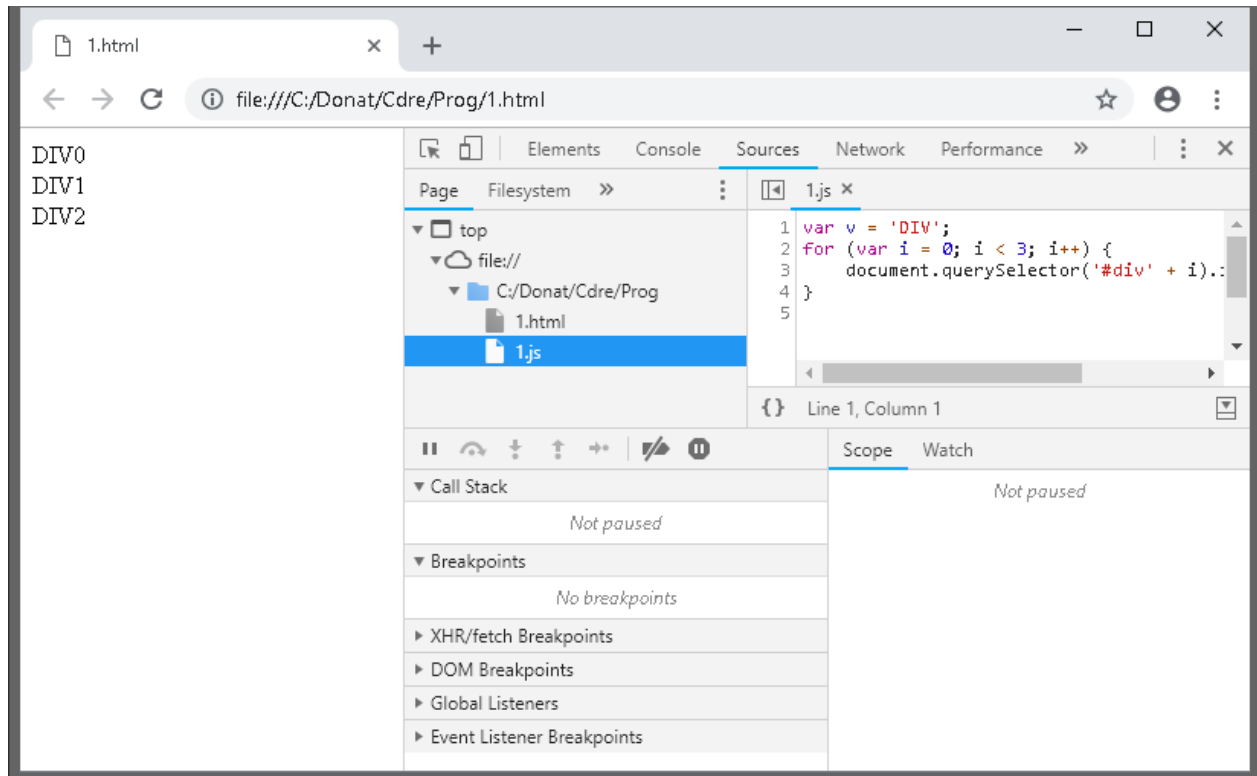 1.html
file:///C:/Donat/Cdre/Prog/1.html
DIV0
DIV1
DIV2
Elements Console Sources Network Performance
Page Filesystem
top
file://
C:/Donat/Cdre/Prog
1.html
1.js
1.js
1 var v = 'DIV';
2 for (var i = 0; i < 3; i++) {
3 document.querySelector('#div' + i).
4 }
5
{} Line 1, Column 1
Call Stack
Not paused
Breakpoints
No breakpoints
XHR/fetch Breakpoints
DOM Breakpoints
Global Listeners
Event Listener Breakpoints
Scope Watch
Not paused